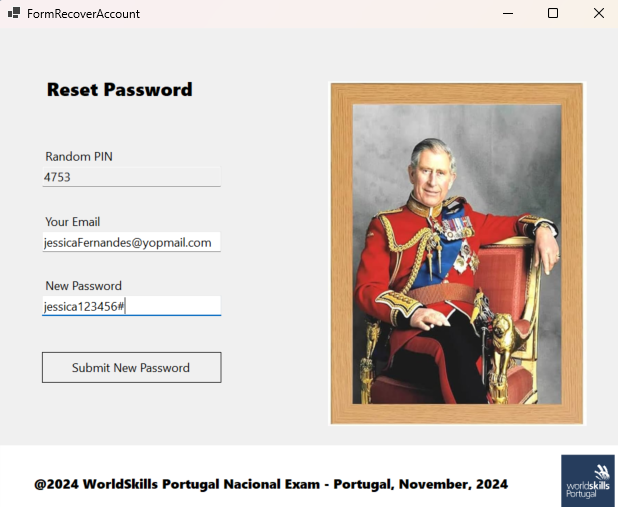 FormRecoverAccount
Reset Password
Random PIN
4753
Your Email
jessicaFernandes@yopmail.com
New Password
jessica123456#
Submit New Password
@2024 WorldSkills Portugal Nacional Exam - Portugal, November, 2024
worldskills
Portugal